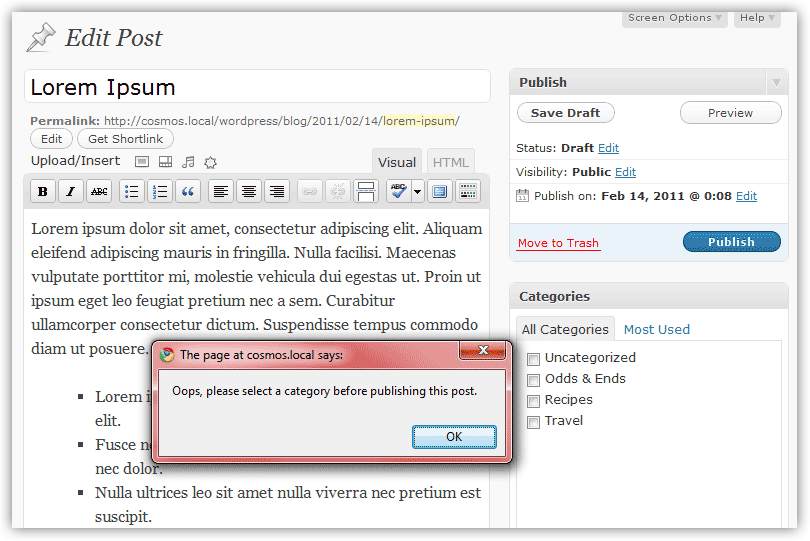 Screen Options
Help
Edit Post
Lorem Ipsum
Permalink: http://cosmos.local/wordpress/blog/2011/02/14/lorem-ipsum/
Edit
Get Shortlink
Upload/Insert
Visual
HTML
B
I
ABC
ABC
Lorem ipsum dolor sit amet, consectetur adipiscing elit. Aliquam
eleifend adipiscing mauris in fringilla. Nulla facilisi. Maecenas
vulputate porttitor mi, molestie vehicula dui egestas ut. Proin ut
ipsum eget leo feugiat pretium nec a sem. Curabitur
ullamcorper consectetur dictum. Suspendisse tempus commodo
diam ut posuere.
Lorem i
elit.
Fusce n
nec dolor.
Nulla ultrices leo sit amet nulla viverra nec pretium est
suscipit.
The page at cosmos.local says:
Oops, please select a category before publishing this post.
OK
Publish
Save Draft
Preview
Status: Draft Edit
Visibility: Public Edit
Publish on: Feb 14, 2011 @ 0:08 Edit
Move to Trash
Publish
Categories
All Categories
Most Used
Uncategorized
Odds & Ends
Recipes
Travel